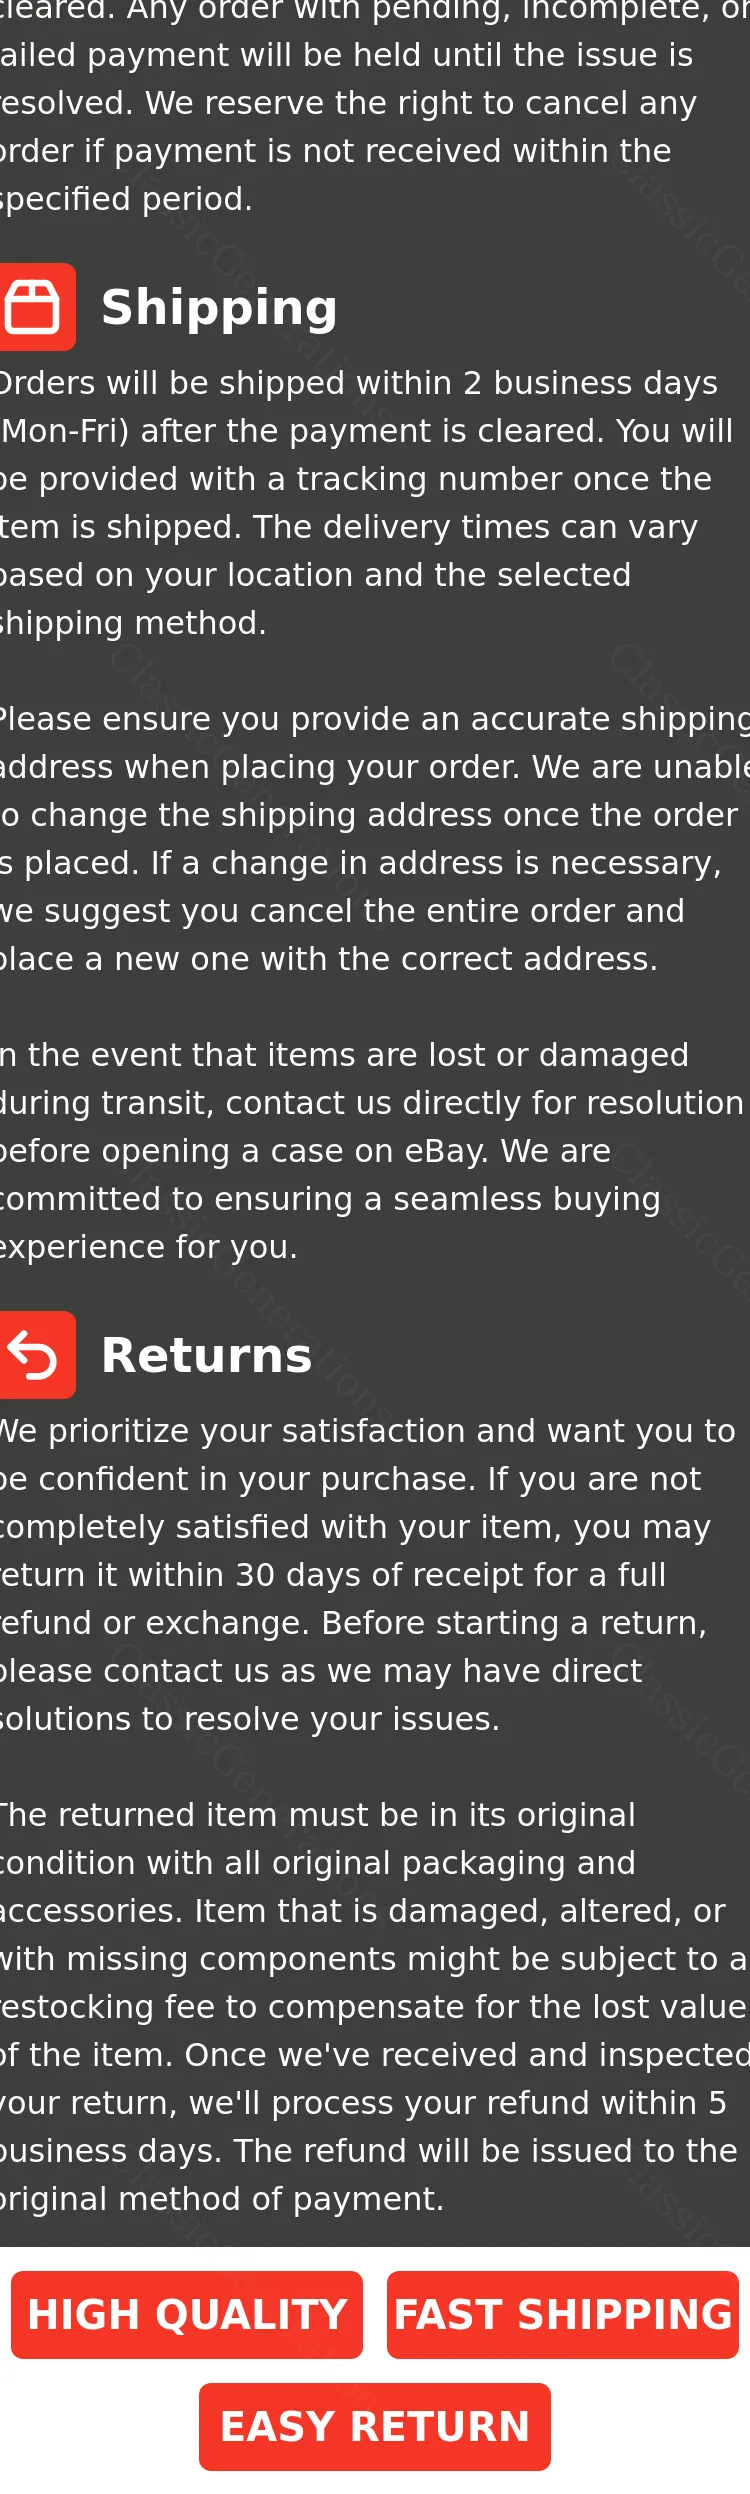 cleared. Any order with pending, incomplete, or
failed payment will be held until the issue is
resolved. We reserve the right to cancel any
order if payment is not received within the
specified period.
Shipping
Orders will be shipped within 2 business days
(Mon-Fri) after the payment is cleared. You will
be provided with a tracking number once the
item is shipped. The delivery times can vary
based on your location and the selected
shipping method.
Please ensure you provide an accurate shipping
address when placing your order. We are unable
to change the shipping address once the order
is placed. If a change in address is necessary,
we suggest you cancel the entire order and
place a new one with the correct address.
In the event that items are lost or damaged
during transit, contact us directly for resolution
before opening a case on eBay. We are
committed to ensuring a seamless buying
experience for you.
Returns
We prioritize your satisfaction and want you to
be confident in your purchase. If you are not
completely satisfied with your item, you may
return it within 30 days of receipt for a full
refund or exchange. Before starting a return,
please contact us as we may have direct
solutions to resolve your issues.
The returned item must be in its original
condition with all original packaging and
accessories. Item that is damaged, altered, or
with missing components might be subject to a
restocking fee to compensate for the lost value
of the item. Once we've received and inspected
your return, we'll process your refund within 5
business days. The refund will be issued to the
original method of payment.
HIGH QUALITY
FAST SHIPPING
EASY RETURN
ClassicGenerations